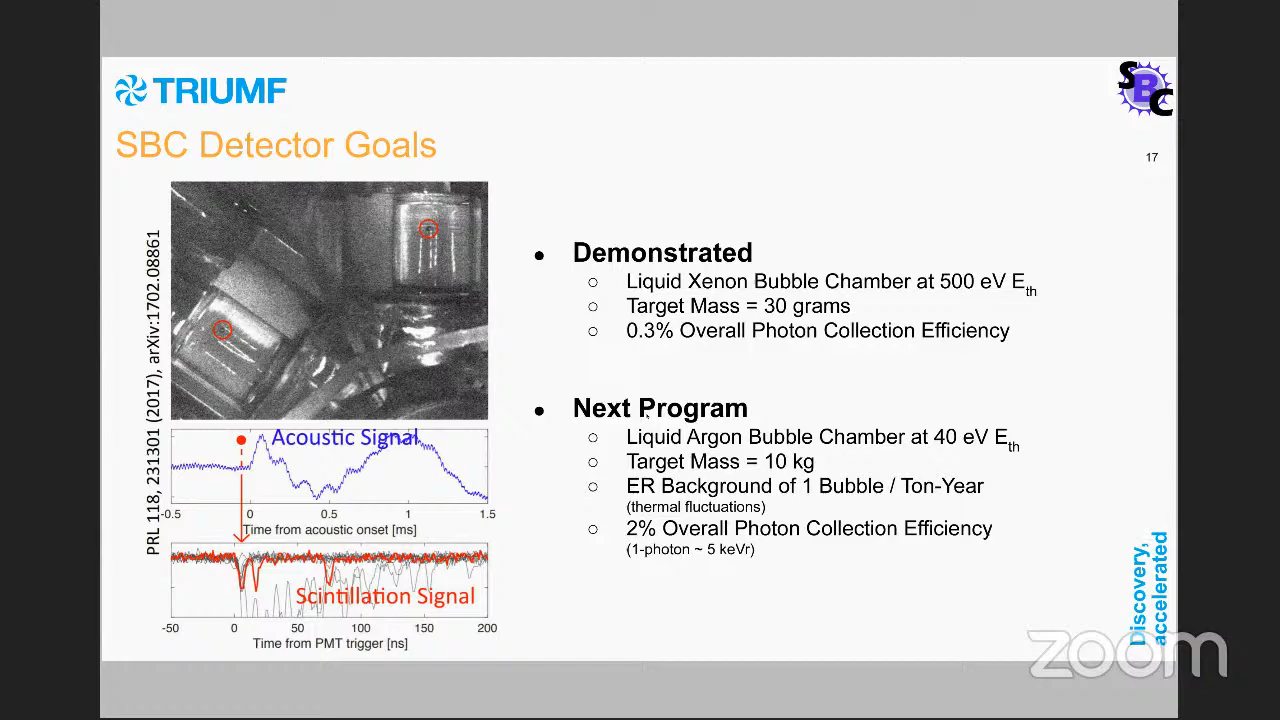 TRIUMF
SBC
SBC Detector Goals
17
PRL 118, 231301 (2017), arXiv:1702.08861
Acoustic Signal
-0.5 0 0.5 1 1.5
Time from acoustic onset [ms]
Scintillation Signal
-50 0 50 100 150 200
Time from PMT trigger [ns]
● Demonstrated
○ Liquid Xenon Bubble Chamber at 500 eV Eth
○ Target Mass = 30 grams
○ 0.3% Overall Photon Collection Efficiency
● Next Program
○ Liquid Argon Bubble Chamber at 40 eV Eth
○ Target Mass = 10 kg
○ ER Background of 1 Bubble / Ton-Year
(thermal fluctuations)
○ 2% Overall Photon Collection Efficiency
(1-photon ~ 5 keVr)
Discovery,
accelerated
zoom